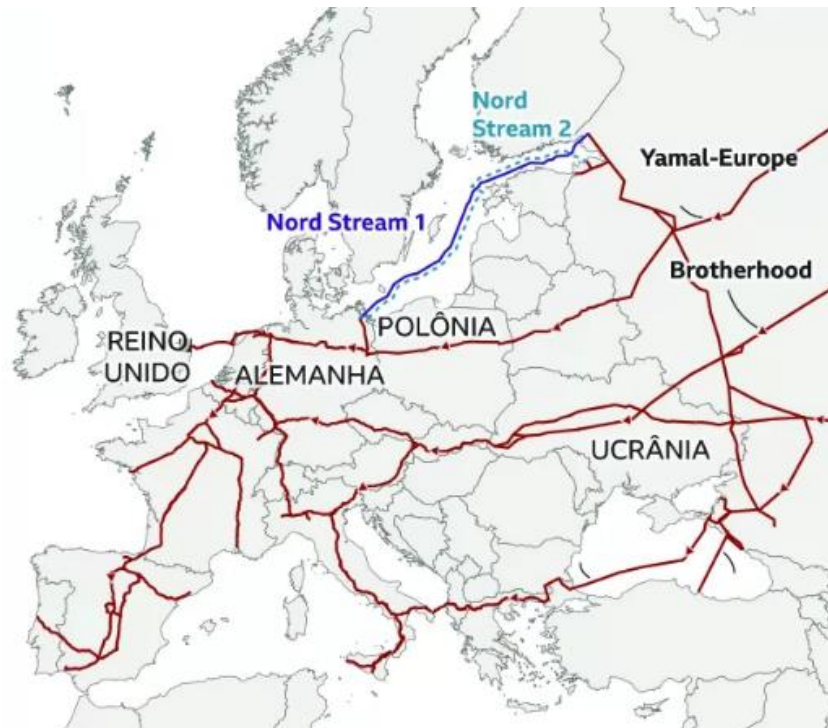 Nord
Stream 2
Yamal-Europe
Nord Stream 1
Brotherhood
POLÔNIA
REINO
UNIDO
ALEMANHA
UCRÂNIA